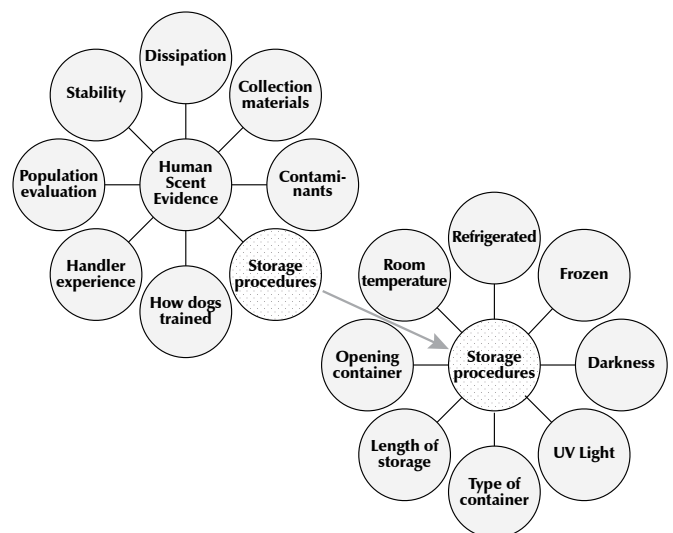 Dissipation
Stability
Collection
materials
Population
evaluation
Human
Scent
Evidence
Contami-
nants
Handler
experience
How dogs
trained
Storage
procedures
Refrigerated
Room
temperature
Frozen
Opening
container
Storage
procedures
Darkness
Length of
storage
Type of
container
UV Light